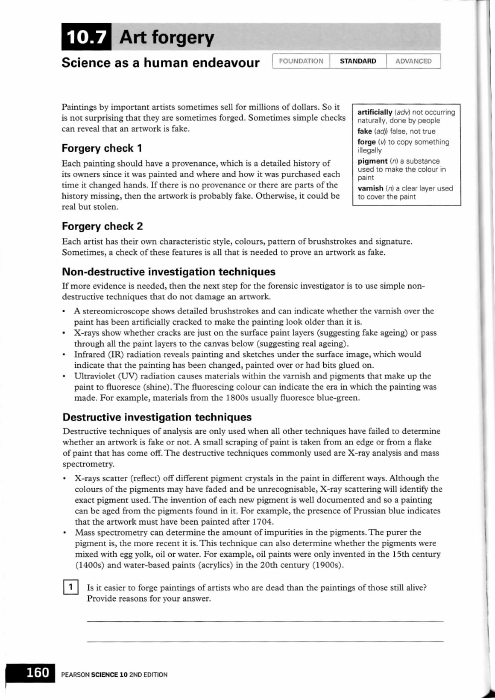 10.7 Art forgery
Science as a human endeavour
FOUNDATION STANDARD ADVANCED
Paintings by important artists sometimes sell for millions of dollars. So it
is not surprising that they are sometimes forged. Sometimes simple checks
can reveal that an artwork is fake.
artificially (adv) not occurring
naturally, done by people
fake (adj) false, not true
forge (v) to copy something
illegally
pigment (n) a substance
used to make the colour in
paint
varnish (n) a clear layer used
to cover the paint
Forgery check 1
Each painting should have a provenance, which is a detailed history of
its owners since it was painted and where and how it was purchased each
time it changed hands. If there is no provenance or there are parts of the
history missing, then the artwork is probably fake. Otherwise, it could be
real but stolen.
Forgery check 2
Each artist has their own characteristic style, colours, pattern of brushstrokes and signature.
Sometimes, a check of these features is all that is needed to prove an artwork as fake.
Non-destructive investigation techniques
If more evidence is needed, then the next step for the forensic investigator is to use simple non-
destructive techniques that do not damage an artwork.
• A stereomicroscope shows detailed brushstrokes and can indicate whether the varnish over the
paint has been artificially cracked to make the painting look older than it is.
• X-rays show whether cracks are just on the surface paint layers (suggesting fake ageing) or pass
through all the paint layers to the canvas below (suggesting real ageing).
• Infrared (IR) radiation reveals painting and sketches under the surface image, which would
indicate that the painting has been changed, painted over or had bits glued on.
• Ultraviolet (UV) radiation causes materials within the varnish and pigments that make up the
paint to fluoresce (shine). The fluorescing colour can indicate the era in which the painting was
made. For example, materials from the 1800s usually fluoresce blue-green.
Destructive investigation techniques
Destructive techniques of analysis are only used when all other techniques have failed to determine
whether an artwork is fake or not. A small scraping of paint is taken from an edge or from a flake
of paint that has come off. The destructive techniques commonly used are X-ray analysis and mass
spectrometry.
• X-rays scatter (reflect) off different pigment crystals in the paint in different ways. Although the
colours of the pigments may have faded and be unrecognisable, X-ray scattering will identify the
exact pigment used. The invention of each new pigment is well documented and so a painting
can be aged from the pigments found in it. For example, the presence of Prussian blue indicates
that the artwork must have been painted after 1704.
• Mass spectrometry can determine the amount of impurities in the pigments. The purer the
pigment is, the more recent it is. This technique can also determine whether the pigments were
mixed with egg yolk, oil or water. For example, oil paints were only invented in the 15th century
(1400s) and water-based paints (acrylics) in the 20th century (1900s).
1 Is it easier to forge paintings of artists who are dead than the paintings of those still alive?
Provide reasons for your answer.
160 PEARSON SCIENCE 10 2ND EDITION